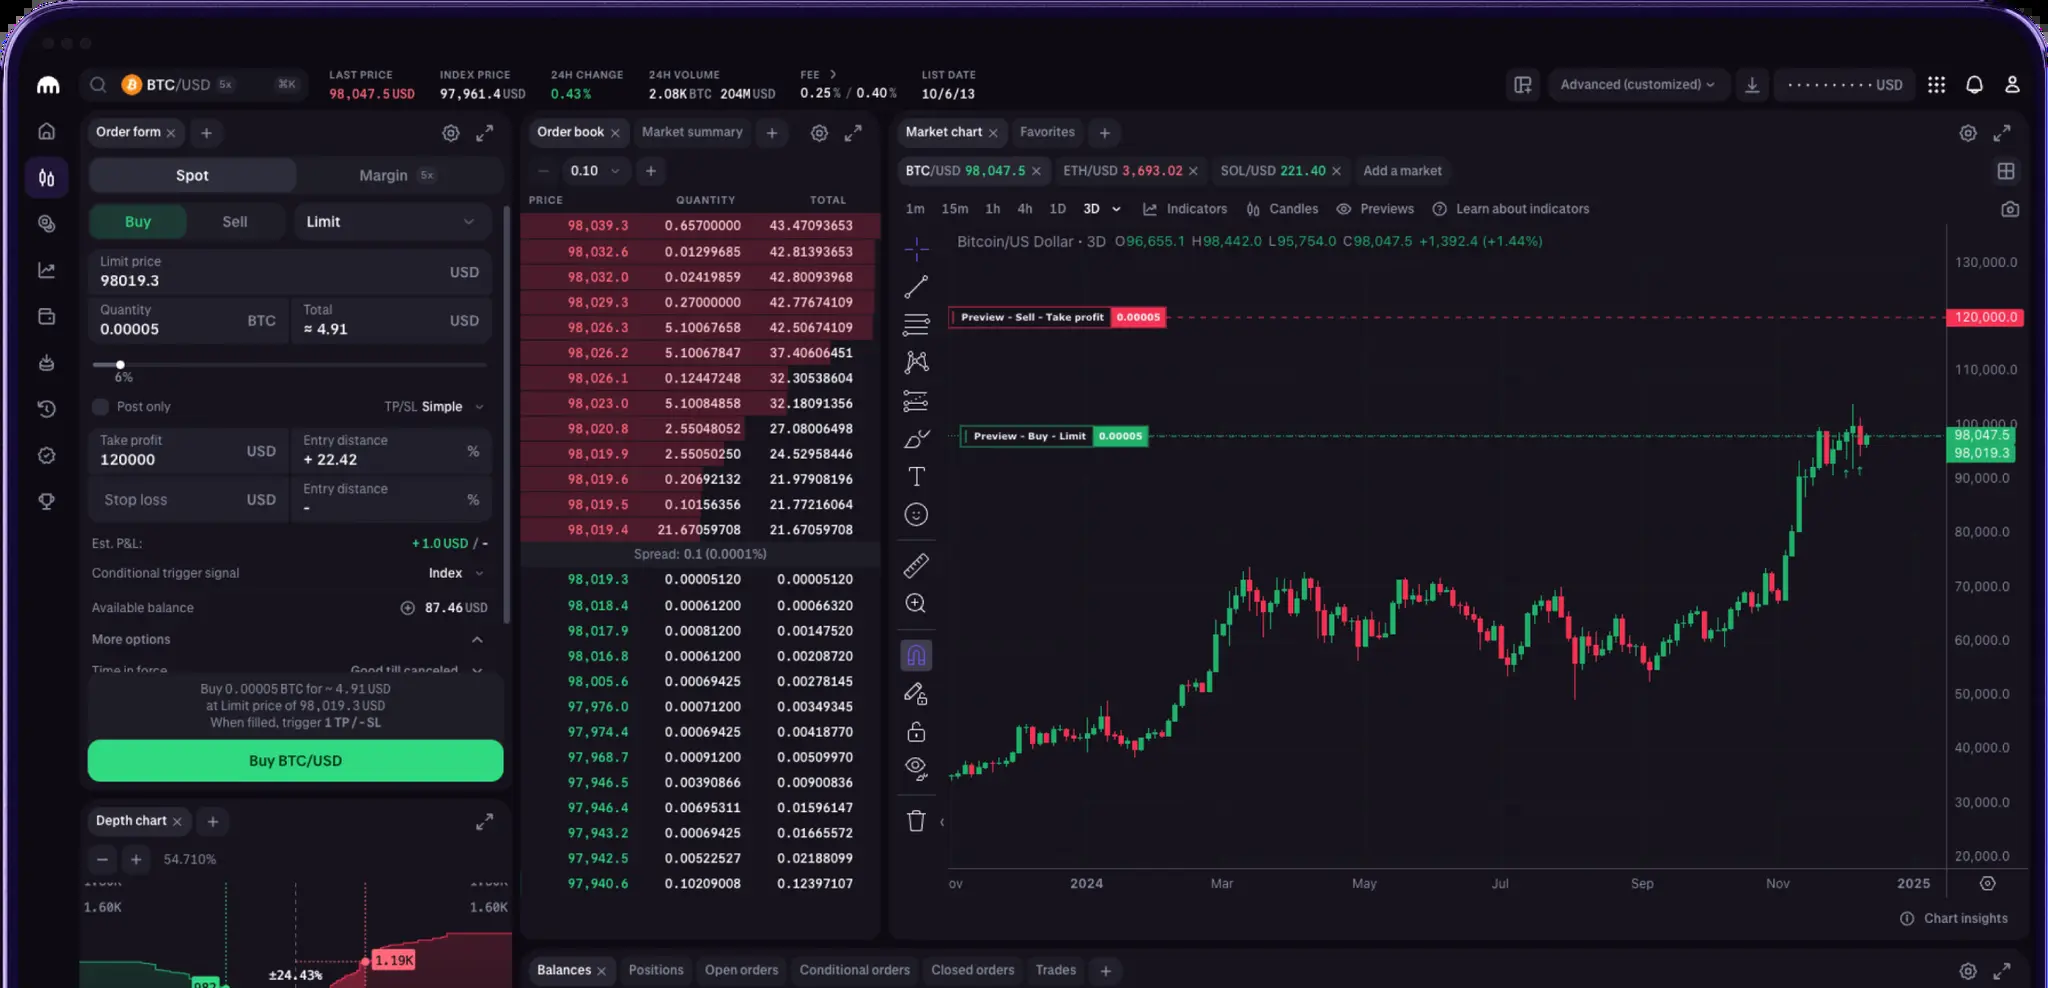 BTC/USD 5x ⌘K
LAST PRICE
98,047.5 USD
INDEX PRICE
97,961.4 USD
24H CHANGE
0.43%
24H VOLUME
2.08K BTC 204M USD
FEE >
0.25% / 0.40%
LIST DATE
10/6/13
Advanced (customized)
·········· USD
Order form × +
Spot
Margin 5x
Buy
Sell
Limit
Limit price
98019.3 USD
Quantity
0.00005 BTC
Total
≈ 4.91 USD
6%
Post only
TP/SL Simple
Take profit
120000 USD
Entry distance
+ 22.42 %
Stop loss USD
Entry distance
- %
Est. P&L: +1.0 USD / -
Conditional trigger signal Index
Available balance 87.46 USD
More options
Time in force Good till canceled
Buy 0.00005 BTC for ~ 4.91 USD
at Limit price of 98,019.3 USD
When filled, trigger 1 TP / - SL
Buy BTC/USD
Depth chart × +
− + 54.710%
1.80K 1.80K
1.60K 1.60K
1.19K
±24.43%
982
Order book × Market summary +
− 0.10 +
PRICE QUANTITY TOTAL
98,039.3 0.65700000 43.47093653
98,032.6 0.01299685 42.81393653
98,032.0 0.02419859 42.80093968
98,029.3 0.27000000 42.77674109
98,026.3 5.10067658 42.50674109
98,026.2 5.10067847 37.40606451
98,026.1 0.12447248 32.30538604
98,023.0 5.10084858 32.18091356
98,020.8 2.55048052 27.08006498
98,019.9 2.55050250 24.52958446
98,019.6 0.20692132 21.97908196
98,019.5 0.10156356 21.77216064
98,019.4 21.67059708 21.67059708
Spread: 0.1 (0.0001%)
98,019.3 0.00005120 0.00005120
98,018.4 0.00061200 0.00066320
98,017.9 0.00081200 0.00147520
98,016.8 0.00061200 0.00208720
98,005.6 0.00069425 0.00278145
97,976.0 0.00071200 0.00349345
97,974.4 0.00069425 0.00418770
97,968.7 0.00091200 0.00509970
97,946.5 0.00390866 0.00900836
97,946.4 0.00695311 0.01596147
97,943.2 0.00069425 0.01665572
97,942.5 0.00522527 0.02188099
97,940.6 0.10209008 0.12397107
Market chart × Favorites +
BTC/USD 98,047.5 × ETH/USD 3,693.02 × SOL/USD 221.40 × Add a market
1m 15m 1h 4h 1D 3D Indicators Candles Previews Learn about indicators
Bitcoin/US Dollar · 3D O96,655.1 H98,442.0 L95,754.0 C98,047.5 +1,392.4 (+1.44%)
130,000.0
Preview - Sell - Take profit 0.00005
120,000.0
110,000.0
100,000.0
Preview - Buy - Limit 0.00005
98,047.5
98,019.3
90,000.0
80,000.0
70,000.0
60,000.0
50,000.0
40,000.0
30,000.0
20,000.0
ov 2024 Mar May Jul Sep Nov 2025
Chart insights
Balances × Positions Open orders Conditional orders Closed orders Trades +